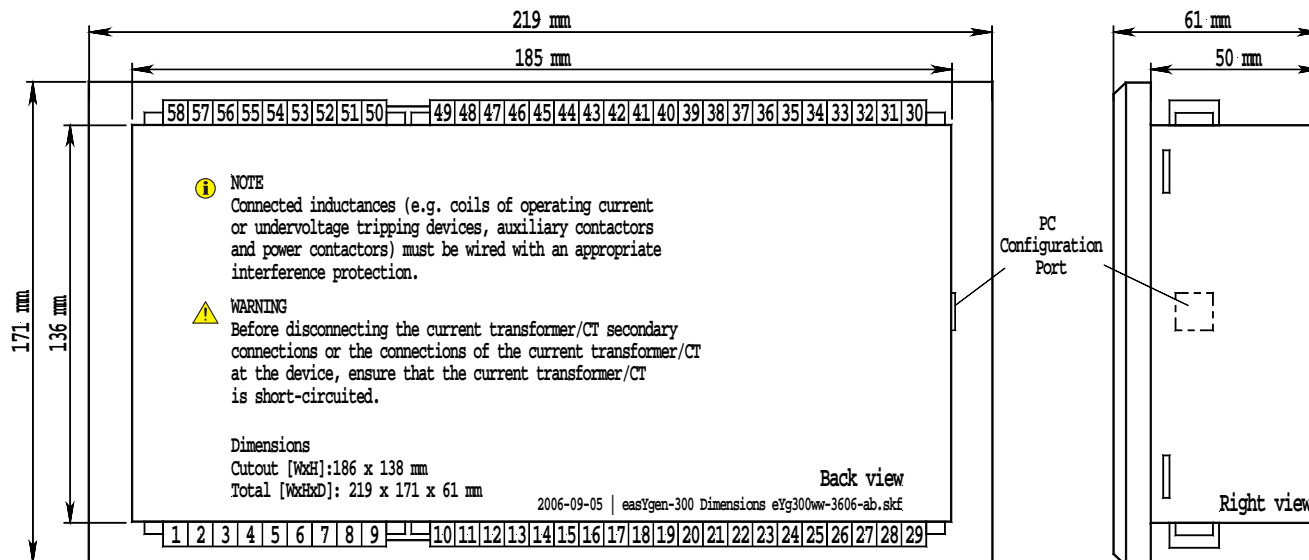 219 mm
61 mm
185 mm
50 mm
58 57 56 55 54 53 52 51 50 49 48 47 46 45 44 43 42 41 40 39 38 37 36 35 34 33 32 31 30
NOTE
Connected inductances (e.g. coils of operating current
or undervoltage tripping devices, auxiliary contactors
and power contactors) must be wired with an appropriate
interference protection.
WARNING
Before disconnecting the current transformer/CT secondary
connections or the connections of the current transformer/CT
at the device, ensure that the current transformer/CT
is short-circuited.
Dimensions
Cutout [WxH]:186 x 138 mm
Total [WxHxD]: 219 x 171 x 61 mm
Back view
2006-09-05 | easYgen-300 Dimensions eYg300ww-3606-ab.skf
171 mm
136 mm
PC
Configuration
Port
Right view
1 2 3 4 5 6 7 8 9 10 11 12 13 14 15 16 17 18 19 20 21 22 23 24 25 26 27 28 29